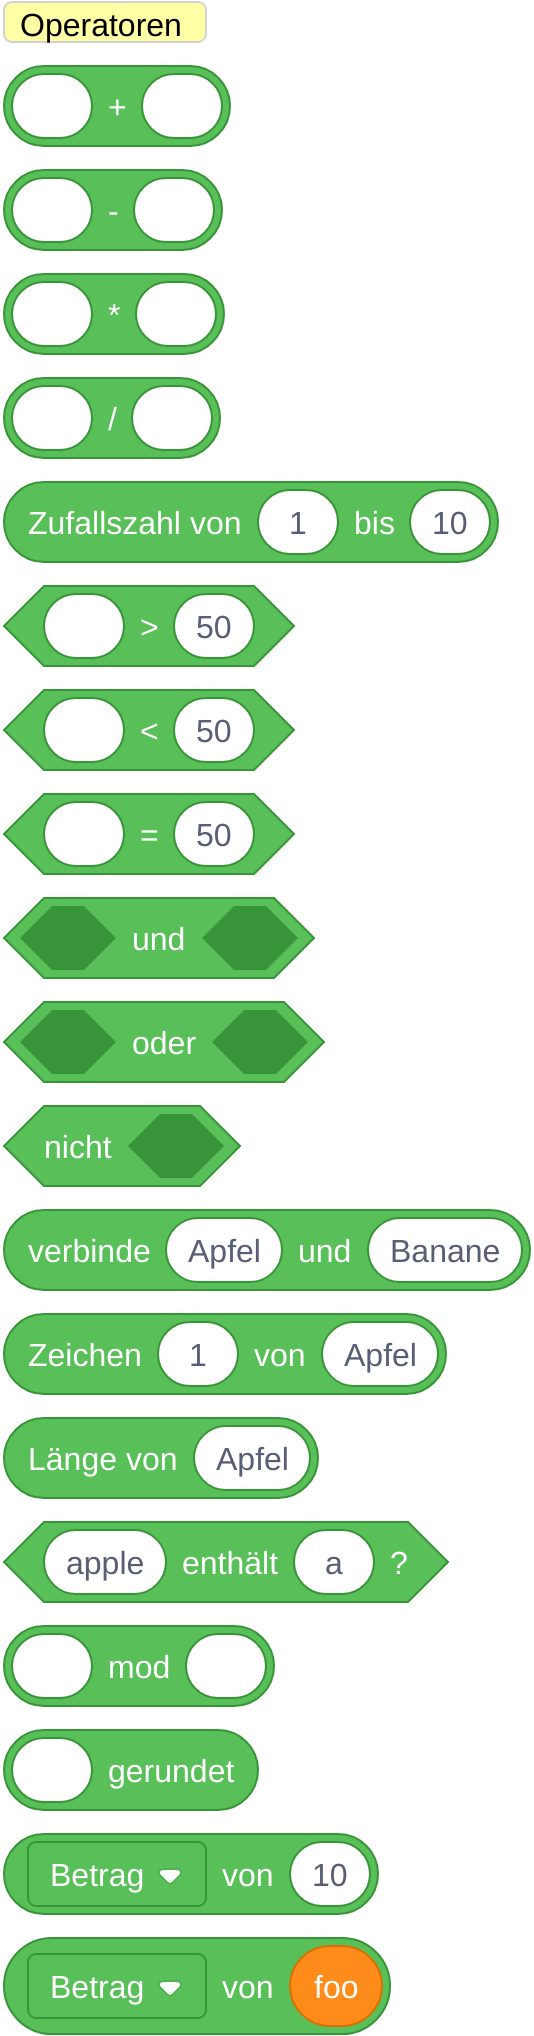 Operatoren
+
-
*
/
Zufallszahl von 1 bis 10
> 50
< 50
= 50
und
oder
nicht
verbinde Apfel und Banane
Zeichen 1 von Apfel
Länge von Apfel
apple enthält a ?
mod
gerundet
Betrag von 10
Betrag von foo